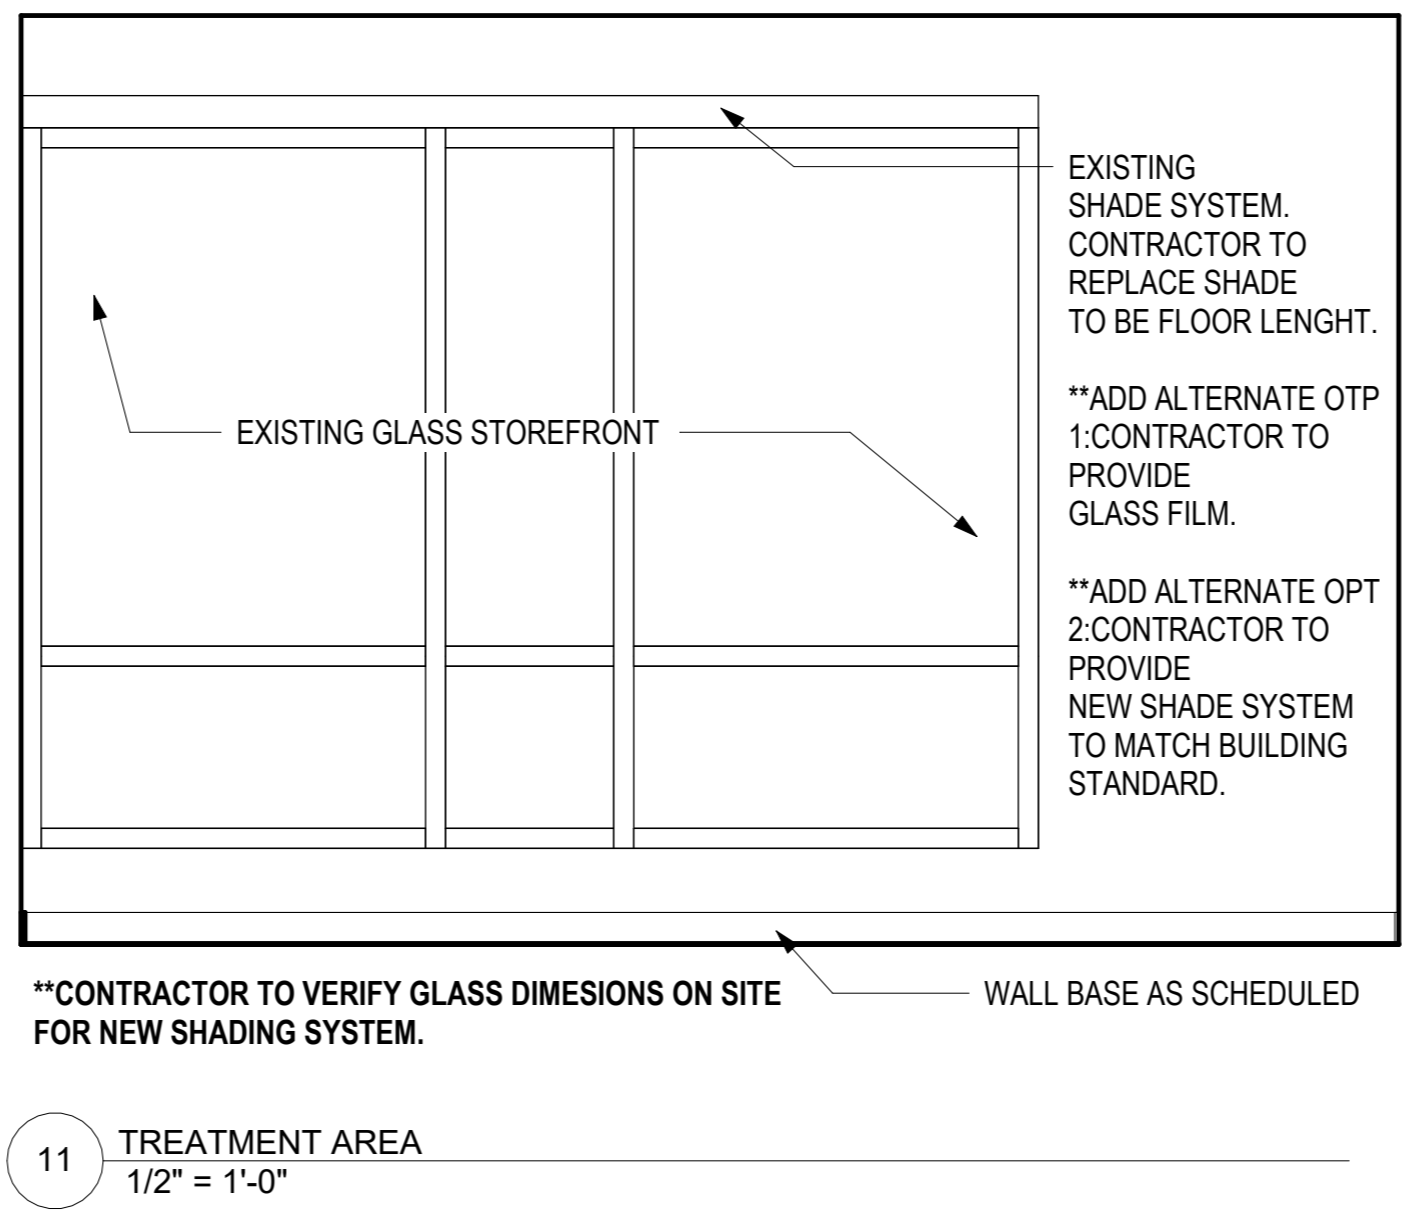 EXISTING
SHADE SYSTEM.
CONTRACTOR TO
REPLACE SHADE
TO BE FLOOR LENGHT.
**ADD ALTERNATE OTP
1:CONTRACTOR TO
PROVIDE
GLASS FILM.
**ADD ALTERNATE OPT
2:CONTRACTOR TO
PROVIDE
NEW SHADE SYSTEM
TO MATCH BUILDING
STANDARD.
EXISTING GLASS STOREFRONT
**CONTRACTOR TO VERIFY GLASS DIMESIONS ON SITE
FOR NEW SHADING SYSTEM.
WALL BASE AS SCHEDULED
11
TREATMENT AREA
1/2" = 1'-0"